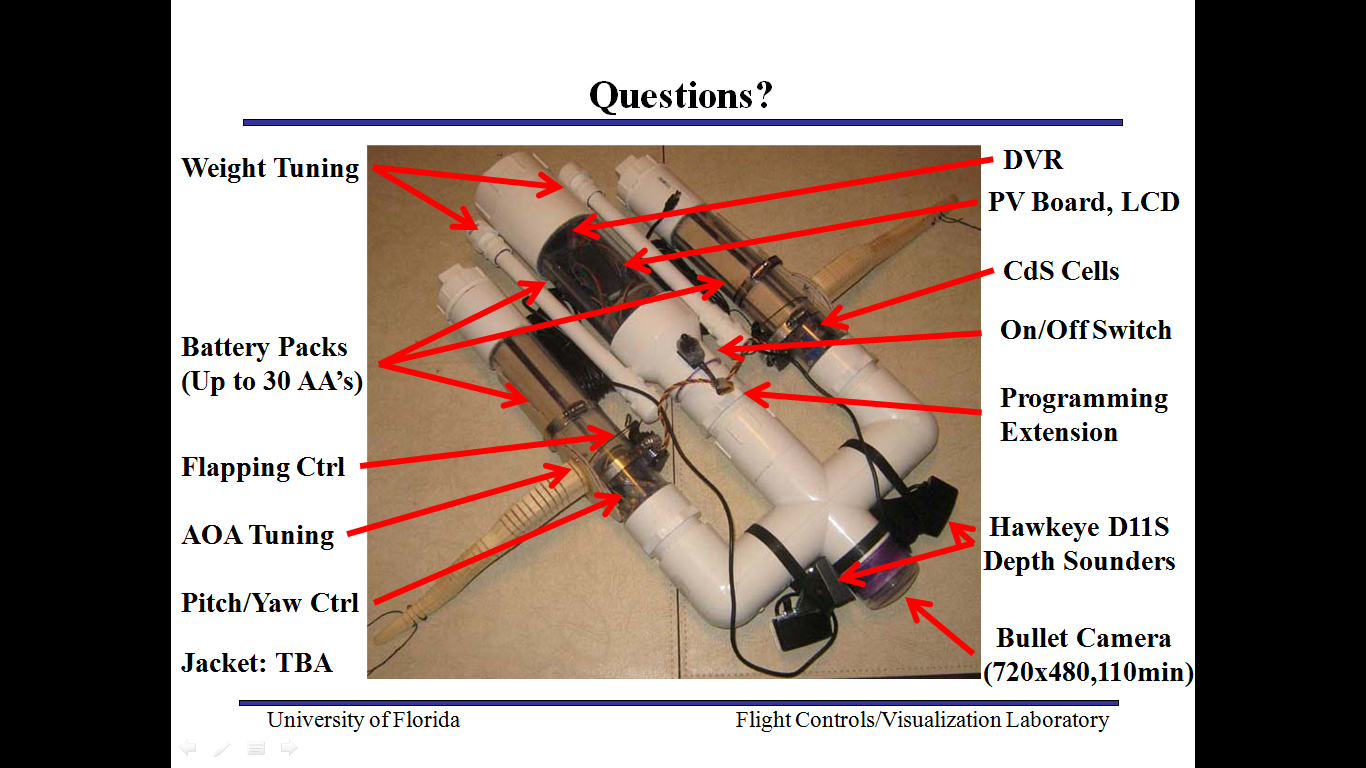 Questions?
Weight Tuning
Battery Packs
(Up to 30 AA’s)
Flapping Ctrl
AOA Tuning
Pitch/Yaw Ctrl
Jacket: TBA
DVR
PV Board, LCD
CdS Cells
On/Off Switch
Programming
Extension
Hawkeye D11S
Depth Sounders
Bullet Camera
(720x480,110min)
University of Florida
Flight Controls/Visualization Laboratory